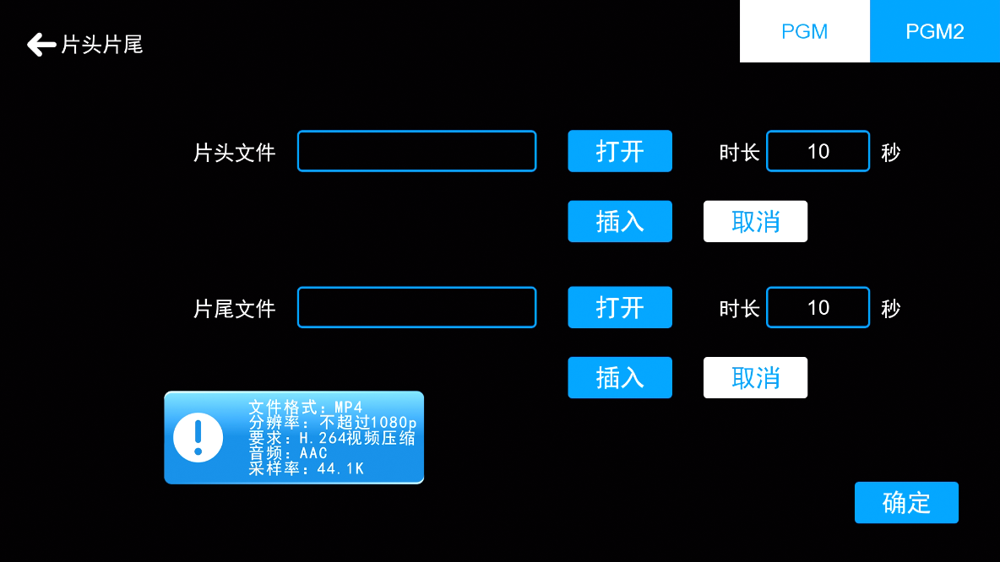 片头片尾
PGM
PGM2
片头文件
打开
时长 10 秒
插入
取消
片尾文件
打开
时长 10 秒
插入
取消
文件格式：MP4
分辨率：不超过1080p
要求：H.264视频压缩
音频：AAC
采样率：44.1K
确定